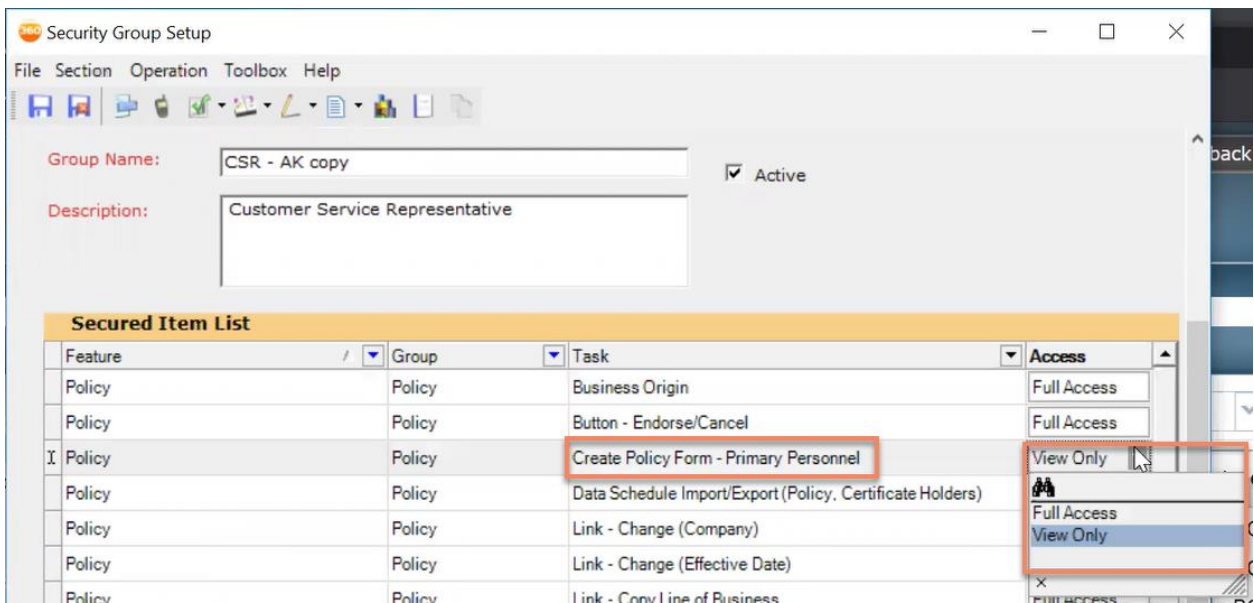 360 Security Group Setup
File Section Operation Toolbox Help
Group Name: CSR - AK copy Active
back
Description: Customer Service Representative
Secured Item List
Feature / Group Task Access
Policy Policy Business Origin Full Access
Policy Policy Button - Endorse/Cancel Full Access
Policy Policy Create Policy Form - Primary Personnel View Only
Policy Policy Data Schedule Import/Export (Policy, Certificate Holders)
Full Access
Policy Policy Link - Change (Company) View Only
Policy Policy Link - Change (Effective Date)
Policy Policy Link - Copy Line of Business Full Access